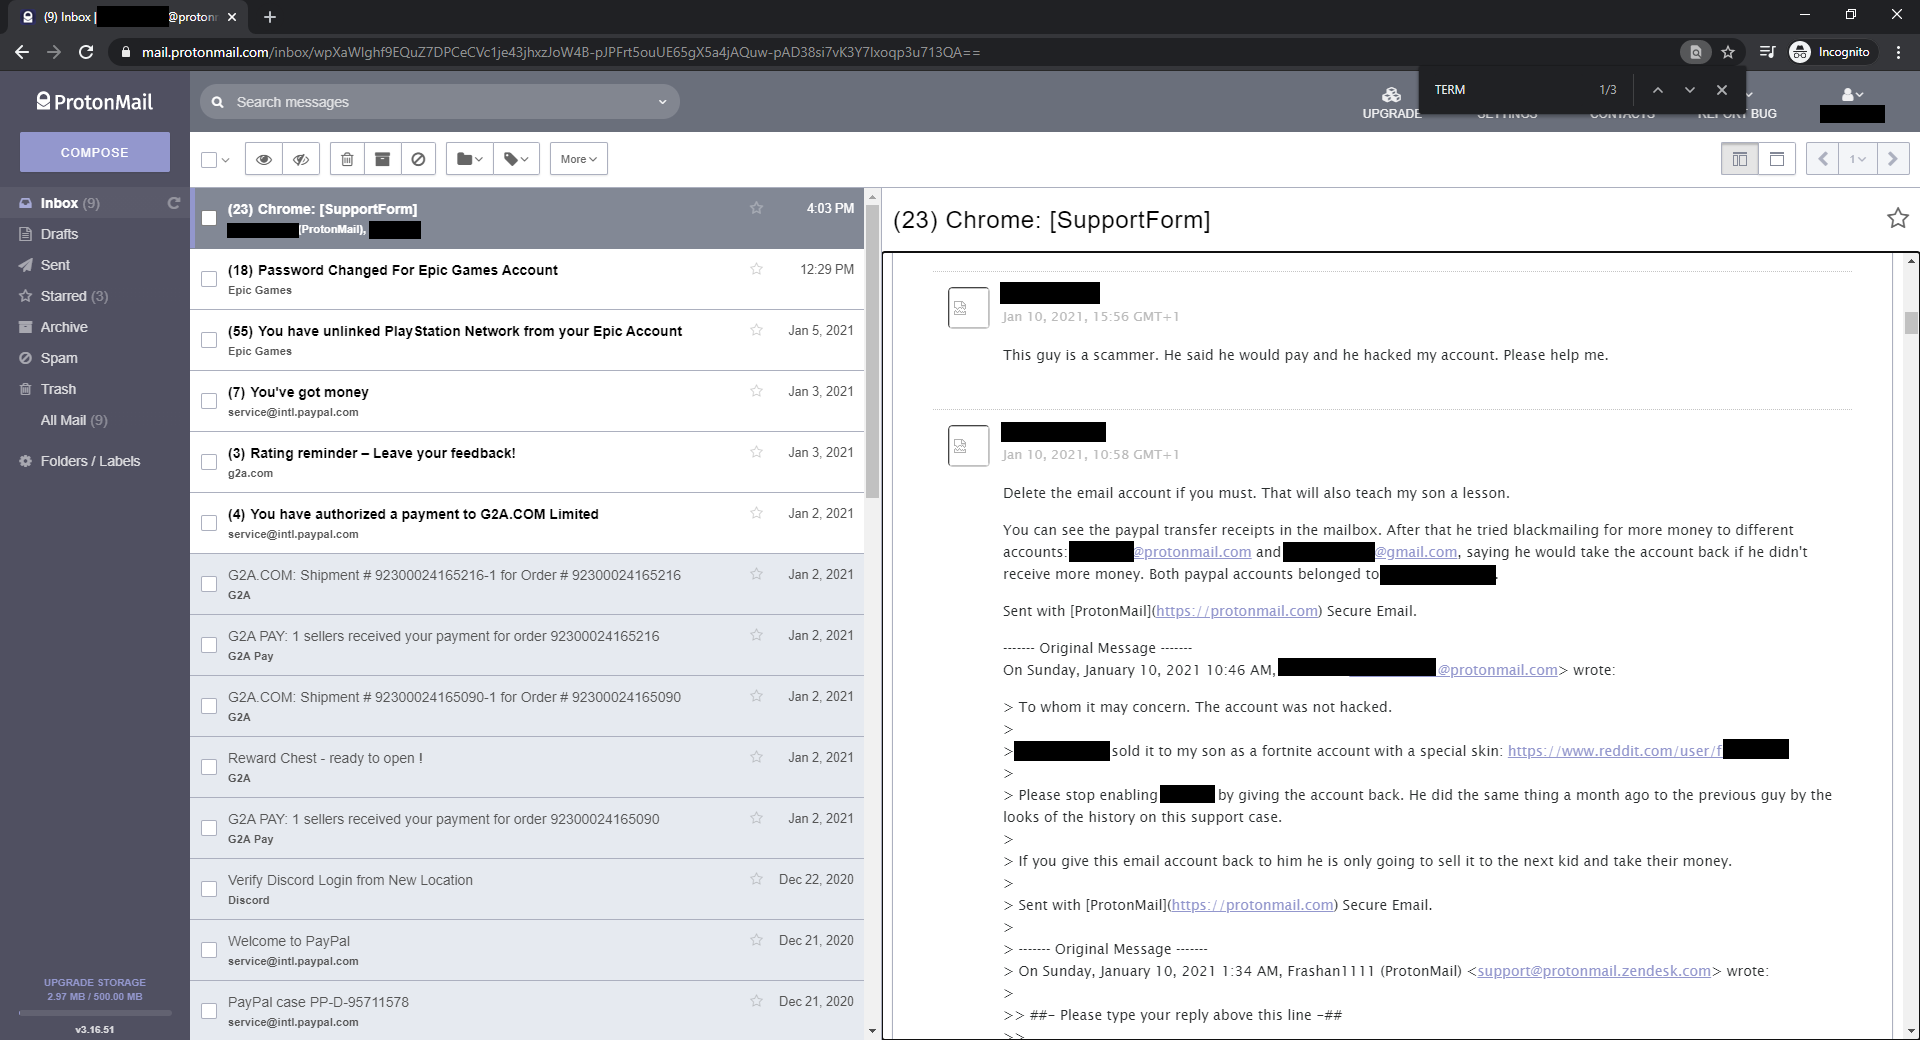 (9) Inbox | @protonm
mail.protonmail.com/inbox/wpXaWIghf9EQuZ7DPCeCVc1je43jhxzJoW4B-pJPFrt5ouUE65gX5a4jAQuw-pAD38si7vK3Y7Ixoqp3u713QA==
Incognito
TERM 1/3
ProtonMail
Search messages
UPGRADE SETTINGS CONTACTS REPORT BUG
COMPOSE
More
1
Inbox (9)
Drafts
Sent
Starred (3)
Archive
Spam
Trash
All Mail (9)
Folders / Labels
UPGRADE STORAGE
2.97 MB / 500.00 MB
v3.16.51
(23) Chrome: [SupportForm] 4:03 PM
(ProtonMail),
(18) Password Changed For Epic Games Account 12:29 PM
Epic Games
(55) You have unlinked PlayStation Network from your Epic Account Jan 5, 2021
Epic Games
(7) You've got money Jan 3, 2021
service@intl.paypal.com
(3) Rating reminder – Leave your feedback! Jan 3, 2021
g2a.com
(4) You have authorized a payment to G2A.COM Limited Jan 2, 2021
service@intl.paypal.com
G2A.COM: Shipment # 92300024165216-1 for Order # 92300024165216 Jan 2, 2021
G2A
G2A PAY: 1 sellers received your payment for order 92300024165216 Jan 2, 2021
G2A Pay
G2A.COM: Shipment # 92300024165090-1 for Order # 92300024165090 Jan 2, 2021
G2A
Reward Chest - ready to open ! Jan 2, 2021
G2A
G2A PAY: 1 sellers received your payment for order 92300024165090 Jan 2, 2021
G2A Pay
Verify Discord Login from New Location Dec 22, 2020
Discord
Welcome to PayPal Dec 21, 2020
service@intl.paypal.com
PayPal case PP-D-95711578 Dec 21, 2020
service@intl.paypal.com
(23) Chrome: [SupportForm]
Jan 10, 2021, 15:56 GMT+1
This guy is a scammer. He said he would pay and he hacked my account. Please help me.
Jan 10, 2021, 10:58 GMT+1
Delete the email account if you must. That will also teach my son a lesson.
You can see the paypal transfer receipts in the mailbox. After that he tried blackmailing for more money to different
accounts: @protonmail.com and @gmail.com, saying he would take the account back if he didn't
receive more money. Both paypal accounts belonged to .
Sent with [ProtonMail](https://protonmail.com) Secure Email.
------- Original Message -------
On Sunday, January 10, 2021 10:46 AM, @protonmail.com> wrote:
> To whom it may concern. The account was not hacked.
>
> sold it to my son as a fortnite account with a special skin: https://www.reddit.com/user/f
>
> Please stop enabling by giving the account back. He did the same thing a month ago to the previous guy by the
looks of the history on this support case.
>
> If you give this email account back to him he is only going to sell it to the next kid and take their money.
>
> Sent with [ProtonMail](https://protonmail.com) Secure Email.
>
> ------- Original Message -------
> On Sunday, January 10, 2021 1:34 AM, Frashan1111 (ProtonMail) <support@protonmail.zendesk.com> wrote:
>
>> ##- Please type your reply above this line -##
>>